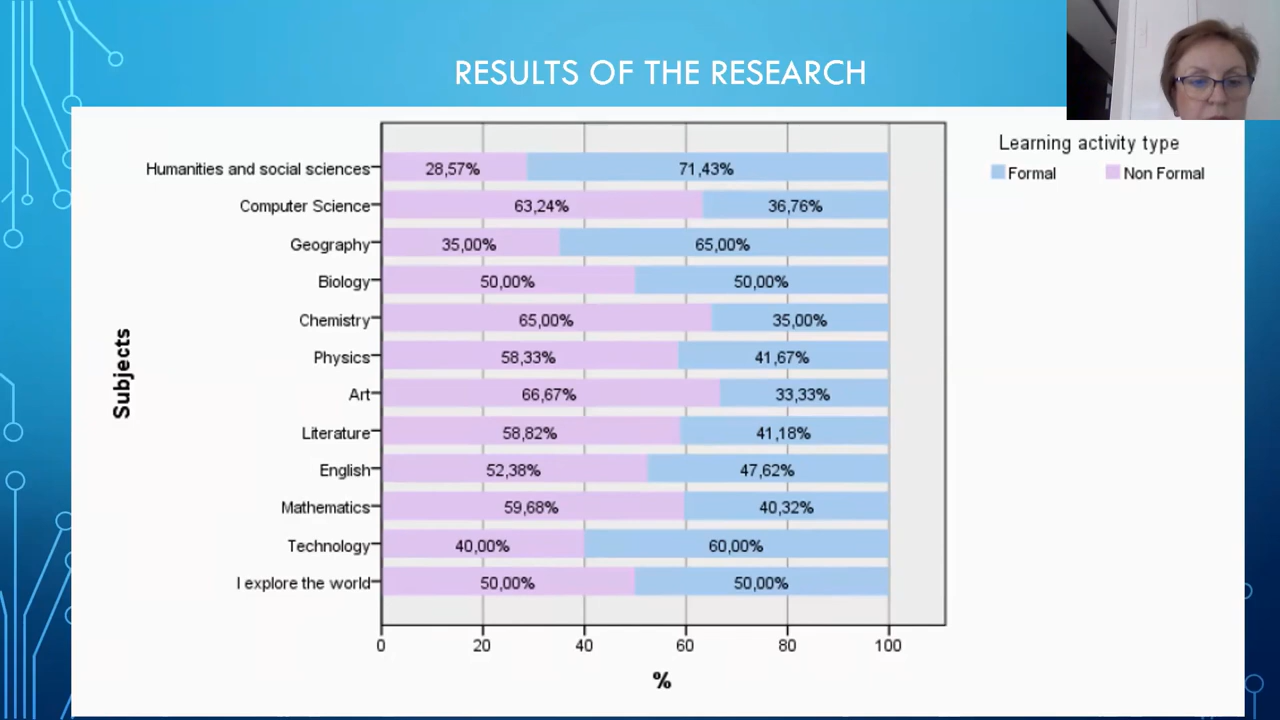 RESULTS OF THE RESEARCH
Learning activity type
Formal Non Formal
Subjects
Humanities and social sciences 28,57% 71,43%
Computer Science 63,24% 36,76%
Geography 35,00% 65,00%
Biology 50,00% 50,00%
Chemistry 65,00% 35,00%
Physics 58,33% 41,67%
Art 66,67% 33,33%
Literature 58,82% 41,18%
English 52,38% 47,62%
Mathematics 59,68% 40,32%
Technology 40,00% 60,00%
I explore the world 50,00% 50,00%
0 20 40 60 80 100
%